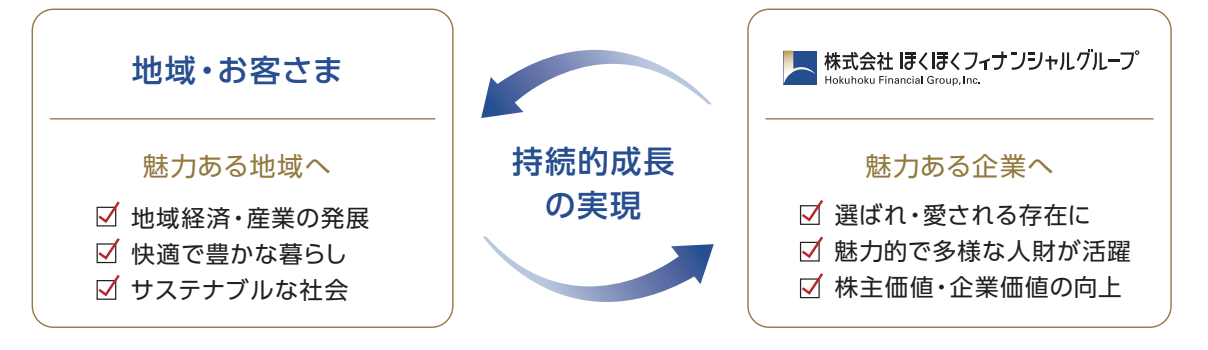 地域・お客さま
魅力ある地域へ
地域経済・産業の発展
快適で豊かな暮らし
サステナブルな社会
持続的成長
の実現
株式会社 ほくほくフィナンシャルグループ
Hokuhoku Financial Group, Inc.
魅力ある企業へ
選ばれ・愛される存在に
魅力的で多様な人財が活躍
株主価値・企業価値の向上